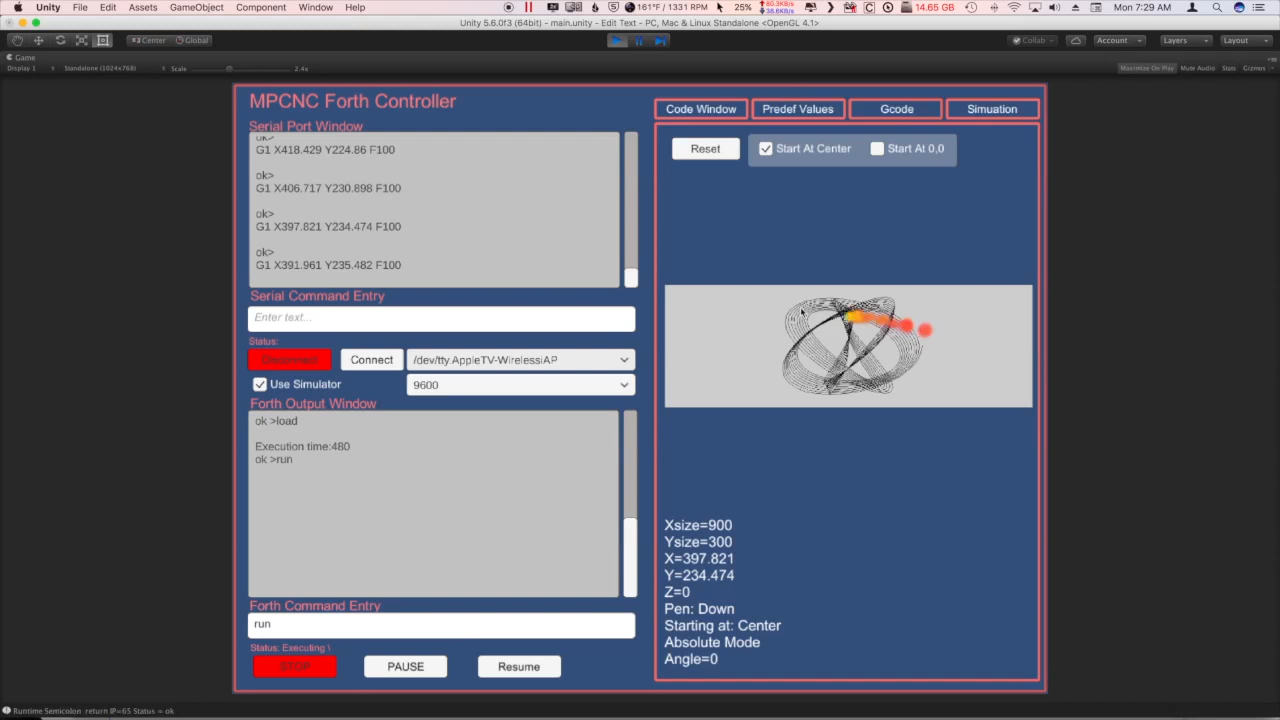 Unity File Edit Assets GameObject Component Window Help 161°F / 1331 RPM 25% 80.3KB/s 38.6KB/s 14.65 GB Mon 7:29 AM
Unity 5.6.0f3 (64bit) - main.unity - Edit Text - PC, Mac & Linux Standalone <OpenGL 4.1>
Center Global Collab Account Layers Layout
Game
Display 1 Standalone (1024x768) Scale 2.4x Maximize On Play Mute Audio Stats Gizmos
MPCNC Forth Controller
Serial Port Window
ok>
G1 X418.429 Y224.86 F100
ok>
G1 X406.717 Y230.898 F100
ok>
G1 X397.821 Y234.474 F100
ok>
G1 X391.961 Y235.482 F100
Serial Command Entry
Enter text...
Status:
Disconnect Connect /dev/tty.AppleTV-WirelessiAP
Use Simulator 9600
Forth Output Window
ok >load
Execution time:480
ok >run
Forth Command Entry
run
Status: Executing \
STOP PAUSE Resume
Code Window Predef Values Gcode Simuation
Reset Start At Center Start At 0,0
Xsize=900
Ysize=300
X=397.821
Y=234.474
Z=0
Pen: Down
Starting at: Center
Absolute Mode
Angle=0
Runtime Semicolon return IP=65 Status = ok